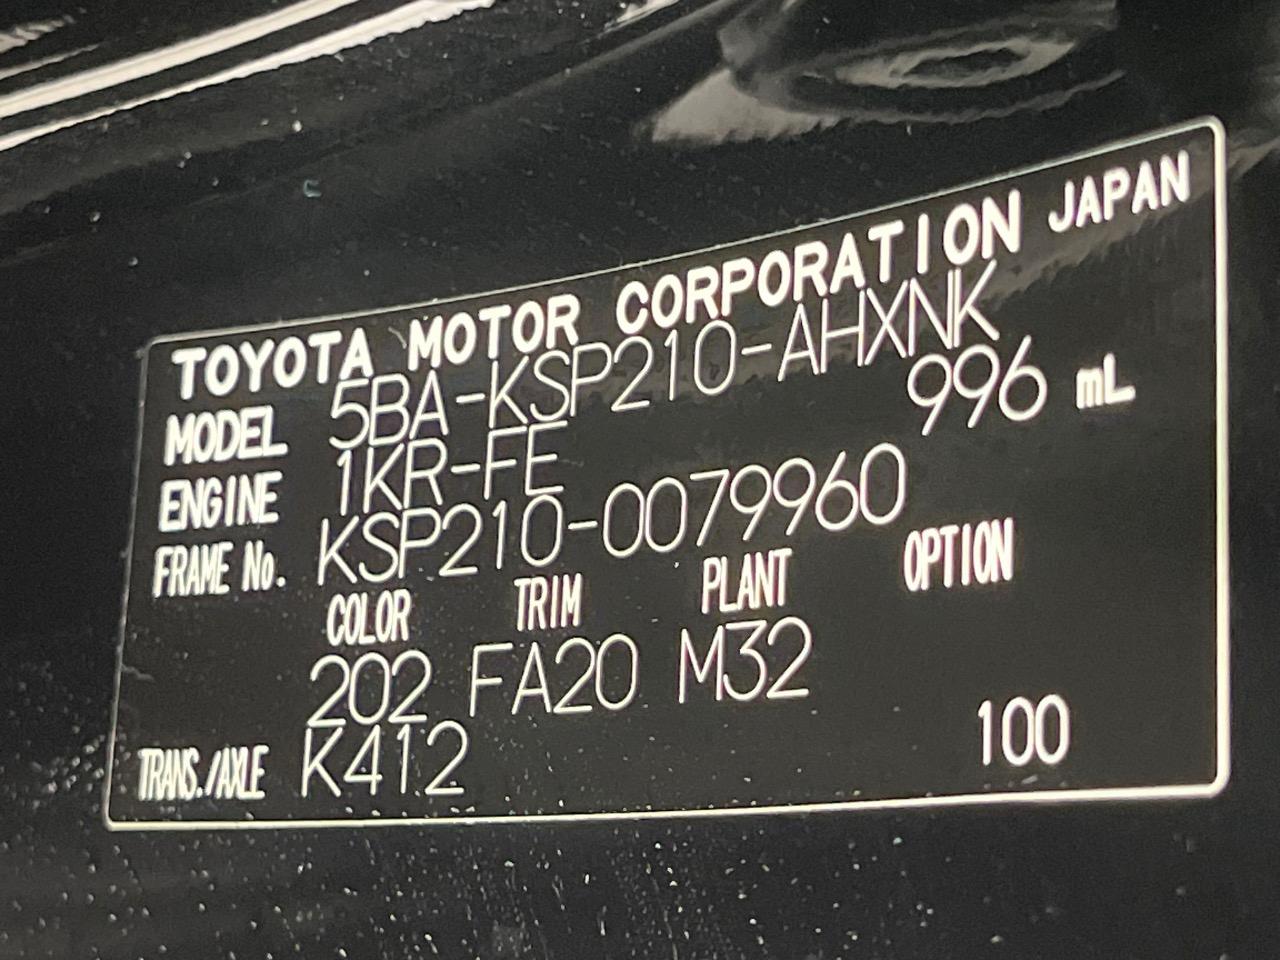 TOYOTA MOTOR CORPORATION JAPAN
MODEL 5BA-KSP210-AHXNK
ENGINE 1KR-FE 996 mL
FRAME No. KSP210-0079960
COLOR TRIM PLANT OPTION
202 FA20 M32
TRANS./AXLE K412 100